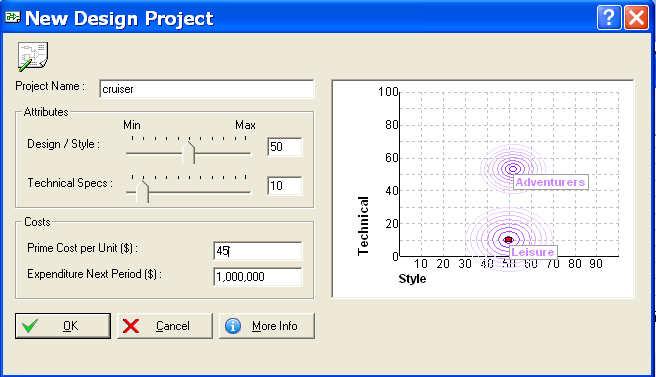 New Design Project
Project Name : cruiser
Attributes
Min Max
Design / Style : 50
Technical Specs : 10
Costs
Prime Cost per Unit ($) : 45
Expenditure Next Period ($) : 1,000,000
OK Cancel More Info
100
80
60
Adventurers
40
20
Leisure
0
10 20 30 40 50 60 70 80 90
Technical
Style